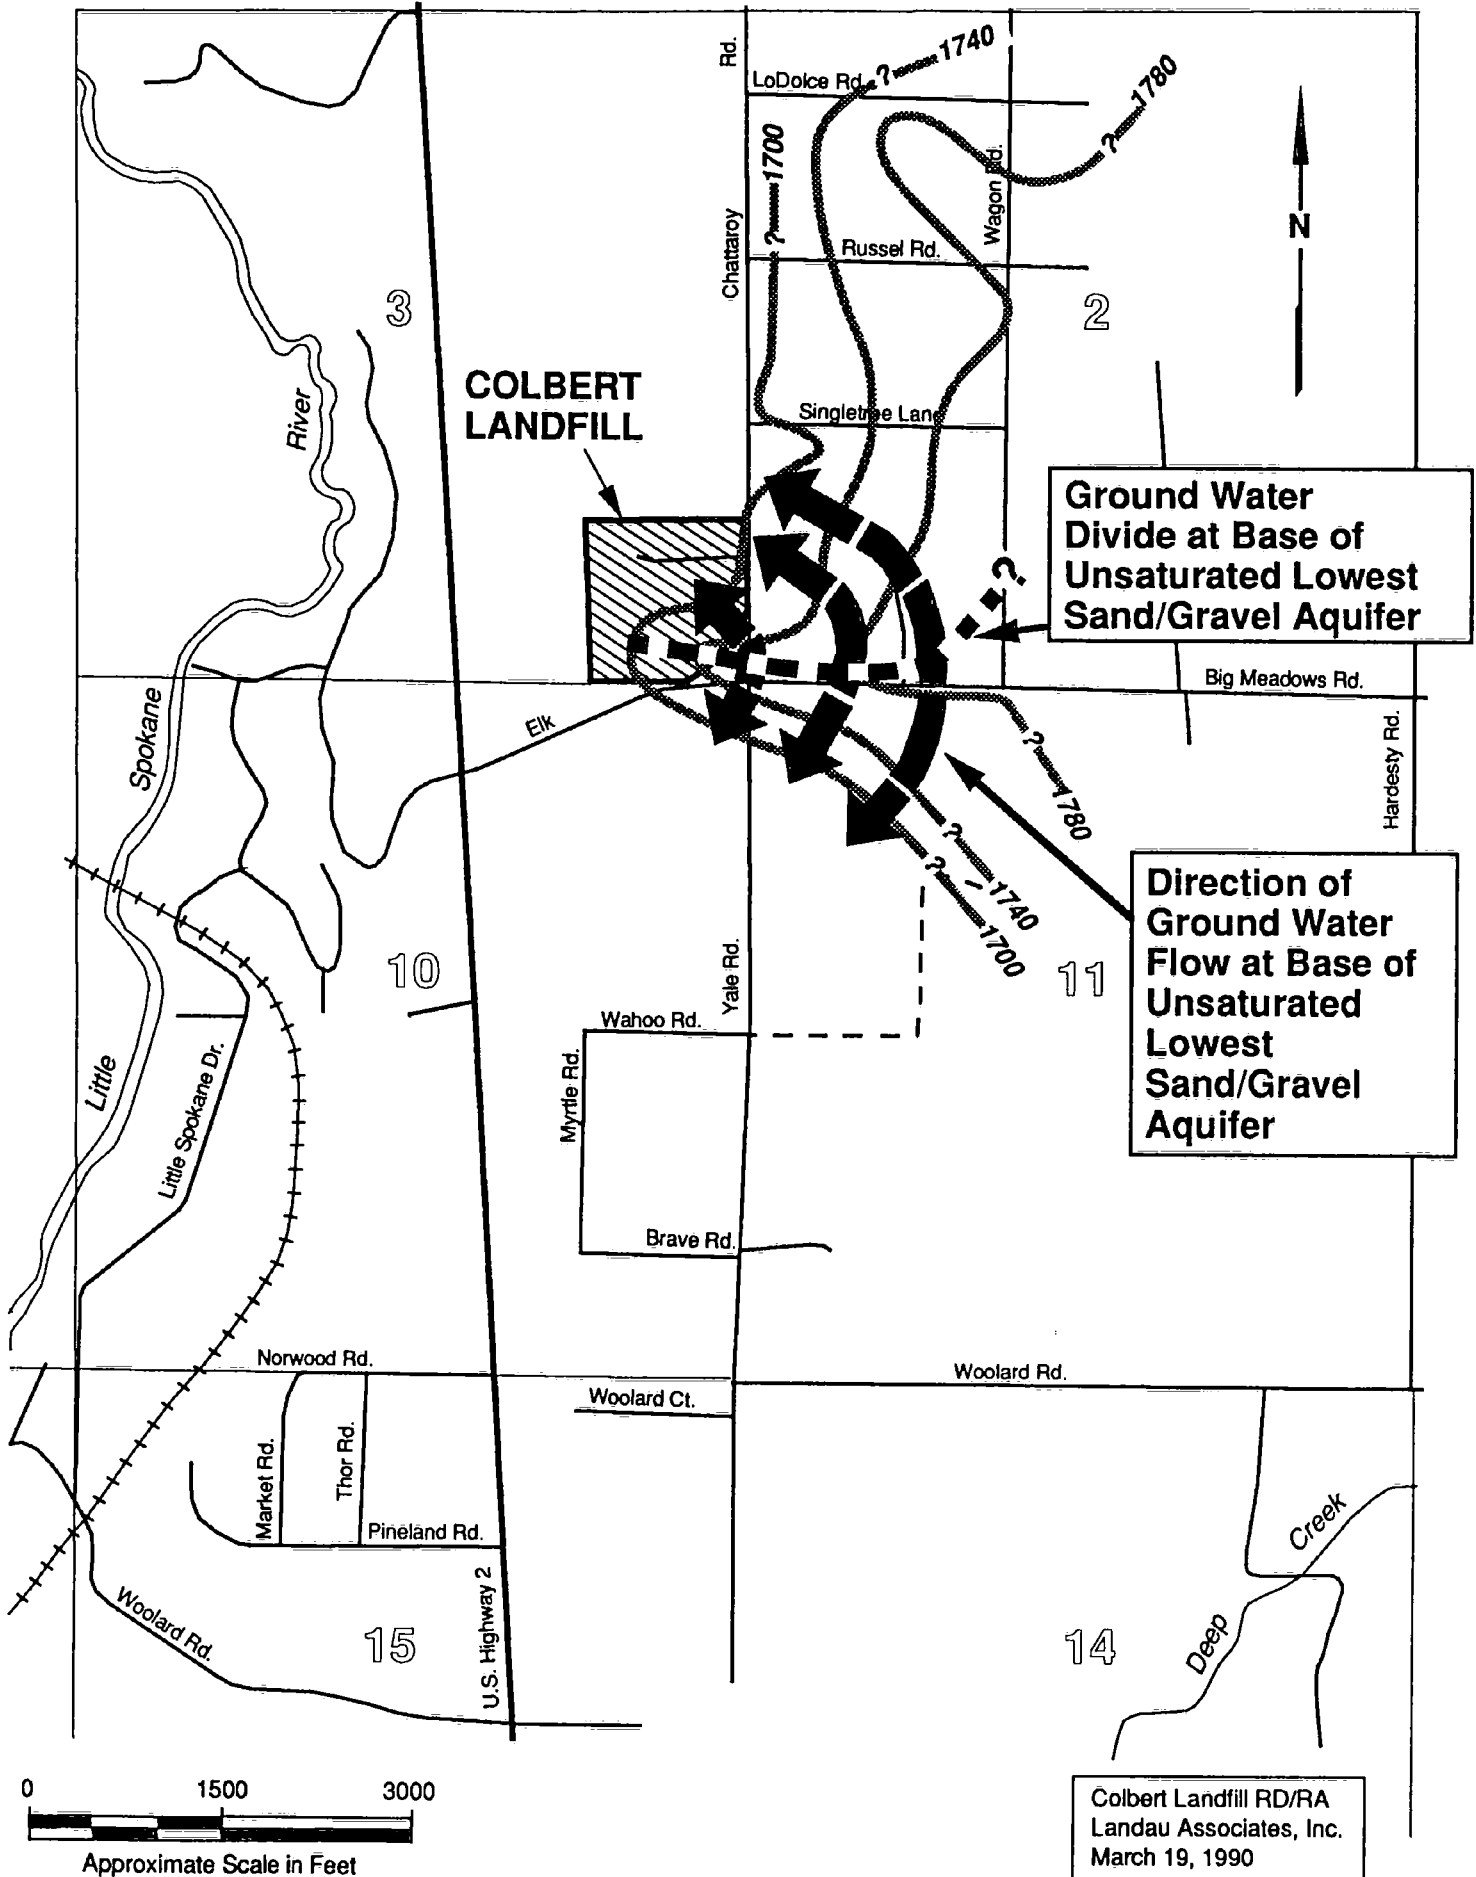 1740
?
LoDolce Rd.
1780
?
Rd.
1700
?
Wagon Rd.
N
Chattaroy
Russel Rd.
3
2
COLBERT
LANDFILL
River
Singletree Lane
Ground Water
Divide at Base of
Unsaturated Lowest
Sand/Gravel Aquifer
?
Big Meadows Rd.
Spokane
Elk
?
1780
Hardesty Rd.
?
1740
?
1700
Direction of
Ground Water
Flow at Base of
Unsaturated
Lowest
Sand/Gravel
Aquifer
10
11
Yale Rd.
Wahoo Rd.
Myrtle Rd.
Little
Little Spokane Dr.
Brave Rd.
Norwood Rd.
Woolard Rd.
Woolard Ct.
Market Rd.
Thor Rd.
Pineland Rd.
Creek
Deep
Woolard Rd.
15
U.S. Highway 2
14
0 1500 3000
Approximate Scale in Feet
Colbert Landfill RD/RA
Landau Associates, Inc.
March 19, 1990